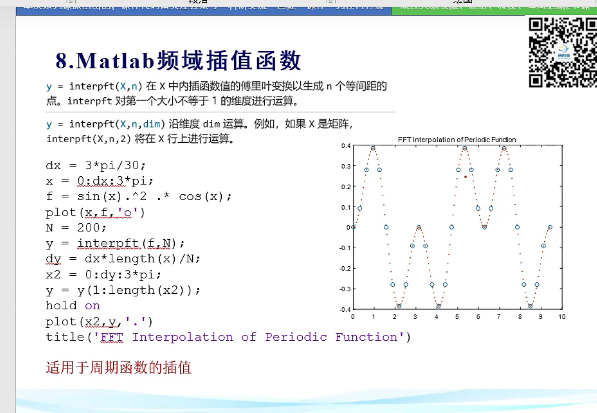 8.Matlab频域插值函数
y = interpft(X,n) 在 X 中内插函数值的傅里叶变换以生成 n 个等间距的
点。interpft 对第一个大小不等于 1 的维度进行运算。
y = interpft(X,n,dim) 沿维度 dim 运算。例如，如果 X 是矩阵，
interpft(X,n,2) 将在 X 行上进行运算。
dx = 3*pi/30;
x = 0:dx:3*pi;
f = sin(x).^2 .* cos(x);
plot(x,f,'o')
N = 200;
y = interpft(f,N);
dy = dx*length(x)/N;
x2 = 0:dy:3*pi;
y = y(1:length(x2));
hold on
plot(x2,y,'.')
title('FFT Interpolation of Periodic Function')
适用于周期函数的插值
FFT Interpolation of Periodic Function
0.4
0.3
0.2
0.1
0
-0.1
-0.2
-0.3
-0.4
0 1 2 3 4 5 6 7 8 9 10